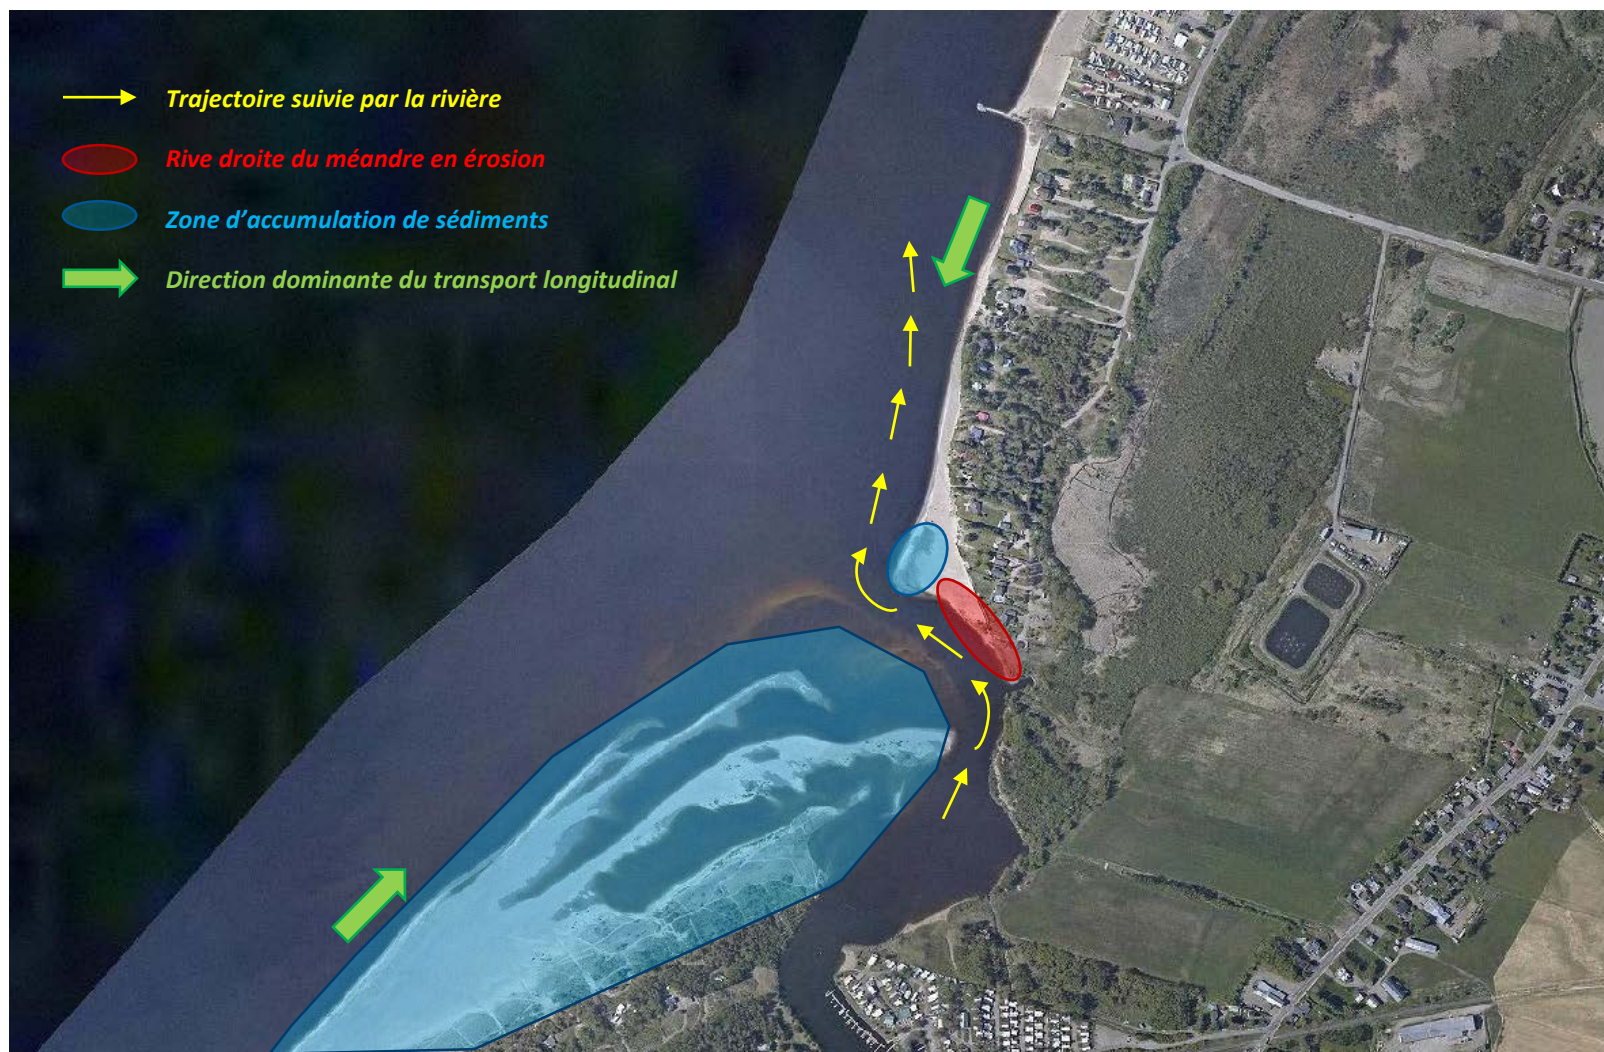 Trajectoire suivie par la rivière
Rive droite du méandre en érosion
Zone d'accumulation de sédiments
Direction dominante du transport longitudinal